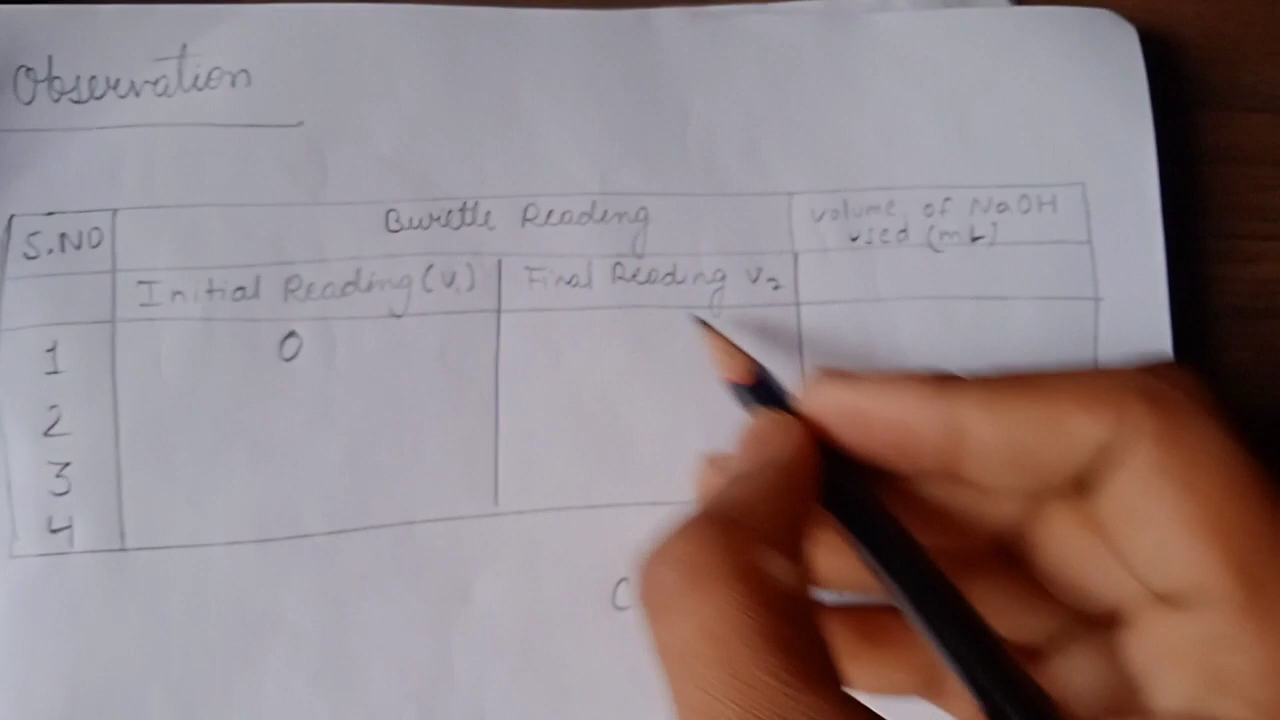 Observation
S.NO
Burette Reading
volume of NaOH
used (mL)
Initial Reading (V1)
Final Reading V2
1
0
2
3
4
C